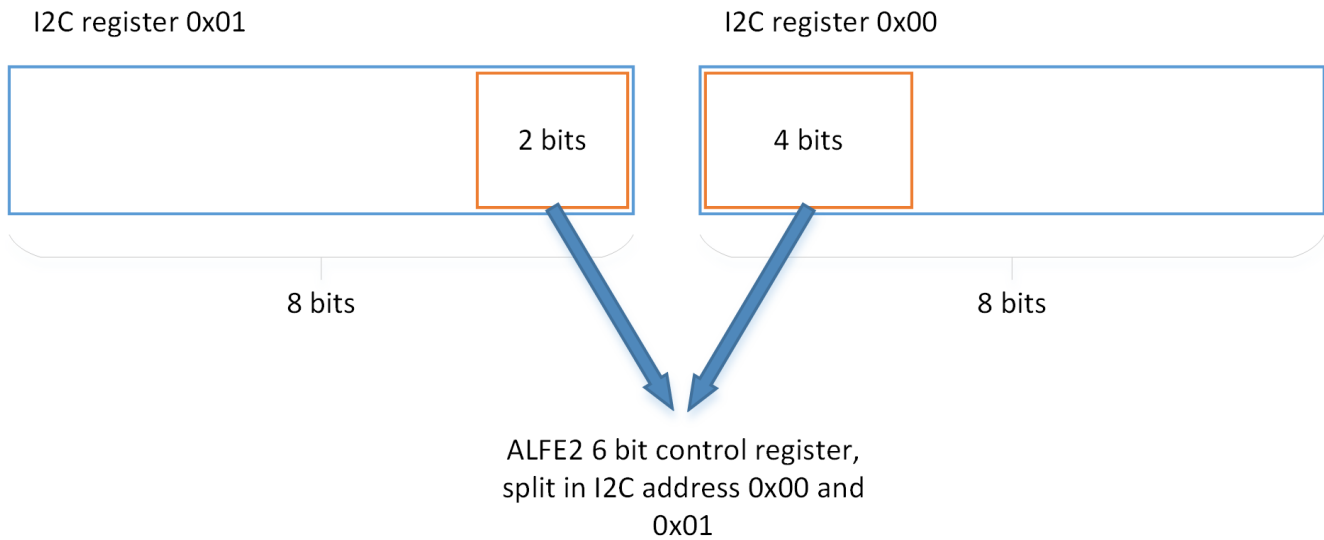 I2C register 0x01
I2C register 0x00
2 bits
4 bits
8 bits
8 bits
ALFE2 6 bit control register,
split in I2C address 0x00 and
0x01